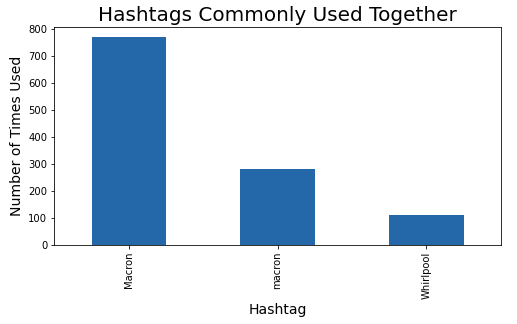 Hashtags Commonly Used Together
Number of Times Used
800
700
600
500
400
300
200
100
0
Macron
macron
Whirlpool
Hashtag